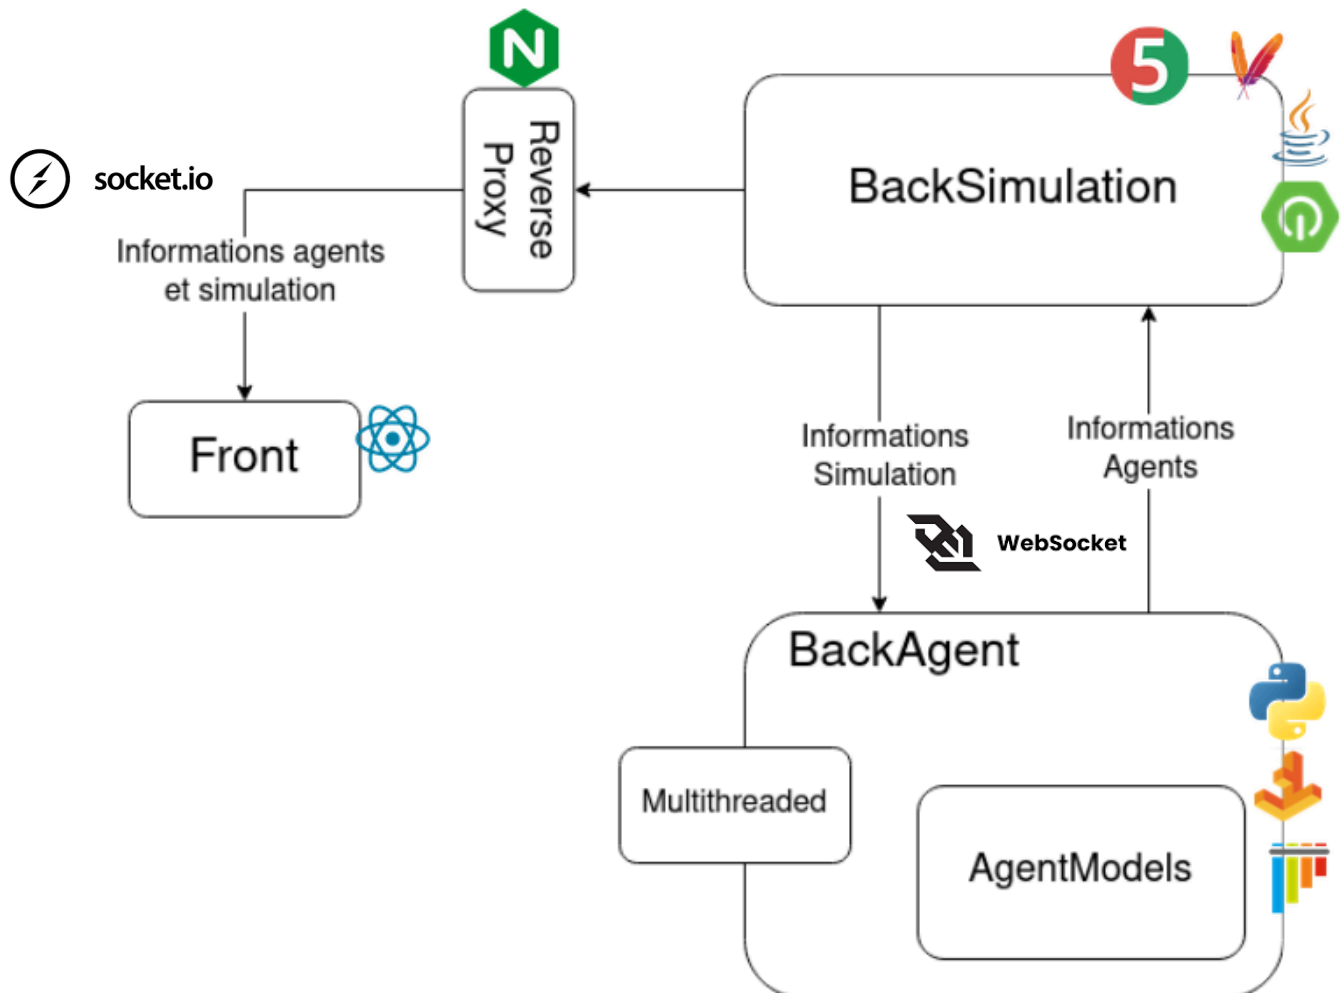 N
5
Reverse
Proxy
BackSimulation
socket.io
Informations agents
et simulation
Front
Informations
Simulation
Informations
Agents
WebSocket
BackAgent
Multithreaded
AgentModels